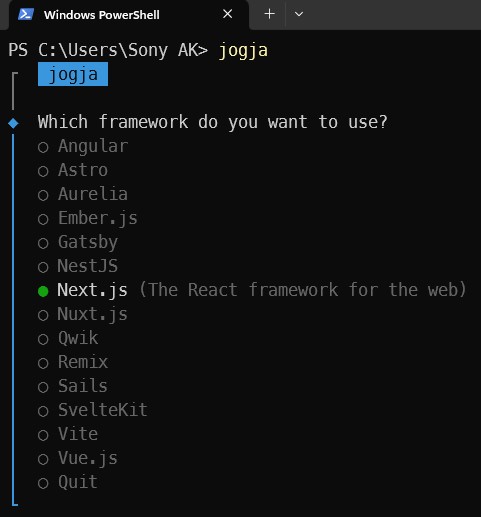 Windows PowerShell
PS C:\Users\Sony AK> jogja
jogja
Which framework do you want to use?
Angular
Astro
Aurelia
Ember.js
Gatsby
NestJS
Next.js (The React framework for the web)
Nuxt.js
Qwik
Remix
Sails
SvelteKit
Vite
Vue.js
Quit